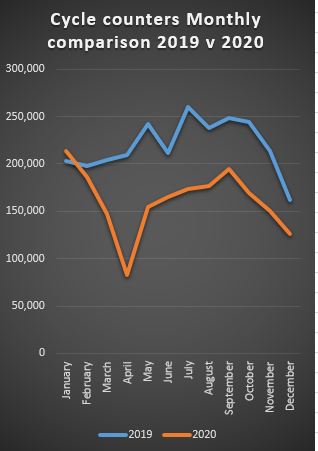 Cycle counters Monthly
comparison 2019 v 2020
300,000
250,000
200,000
150,000
100,000
50,000
0
January
February
March
April
May
June
July
August
September
October
November
December
2019
2020